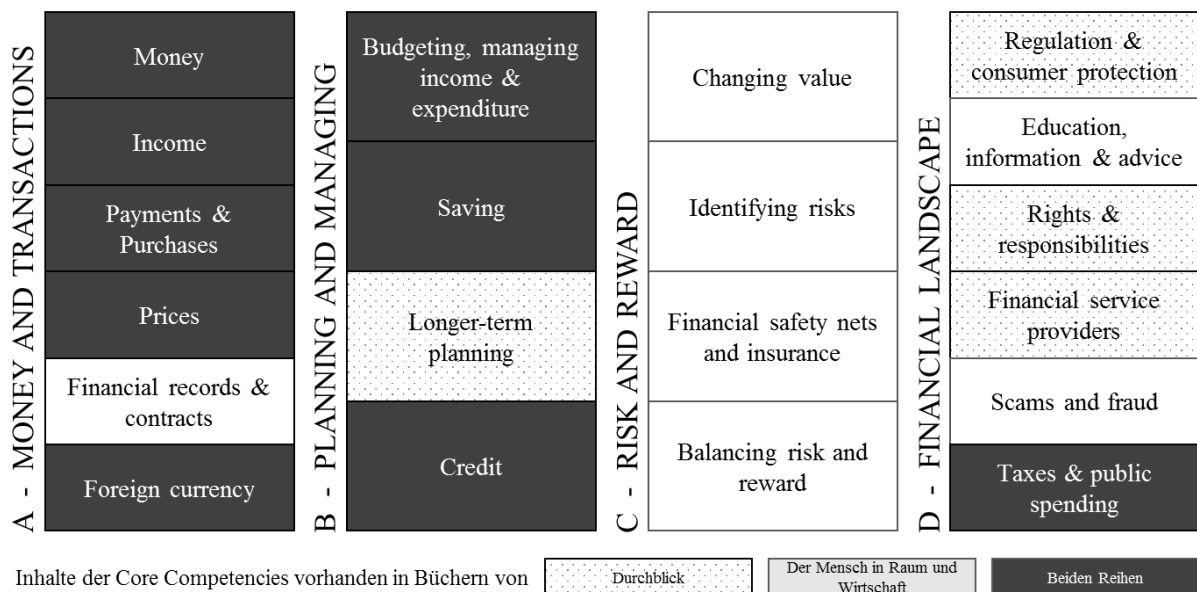 A - MONEY AND TRANSACTIONS
Money
Income
Payments &
Purchases
Prices
Financial records &
contracts
Foreign currency
B - PLANNING AND MANAGING
Budgeting, managing
income &
expenditure
Saving
Longer-term
planning
Credit
C - RISK AND REWARD
Changing value
Identifying risks
Financial safety nets
and insurance
Balancing risk and
reward
D - FINANCIAL LANDSCAPE
Regulation &
consumer protection
Education,
information & advice
Rights &
responsibilities
Financial service
providers
Scams and fraud
Taxes & public
spending
Inhalte der Core Competencies vorhanden in Büchern von
Durchblick
Der Mensch in Raum und
Wirtschaft
Beiden Reihen